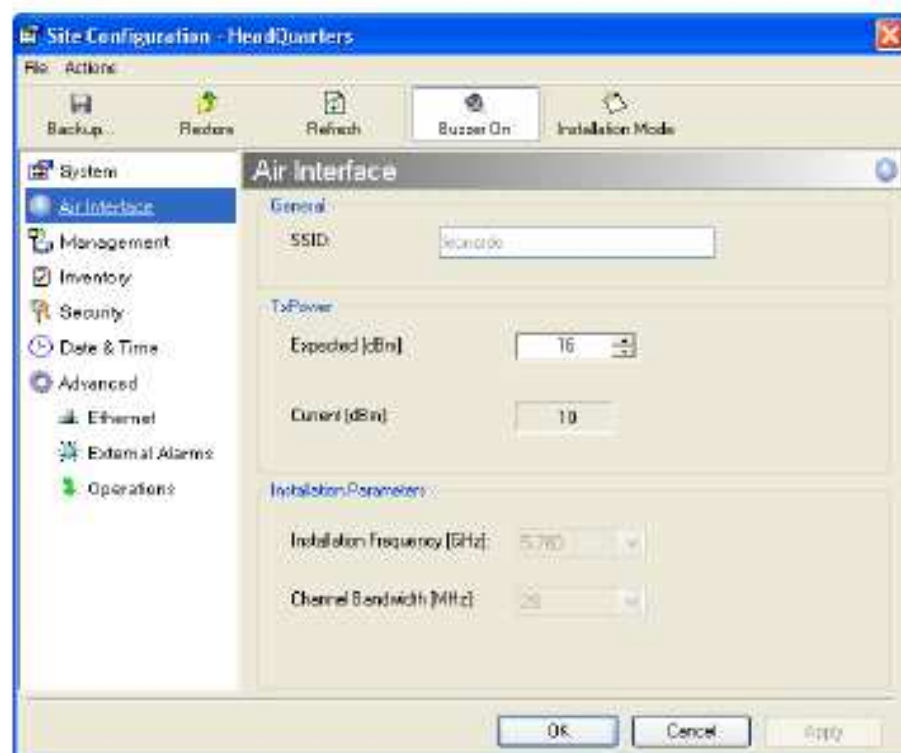 Site Configuration - HeadQuarters
File Actions
Backup... Restore Refresh Buzzer On Installation Mode
System
Air Interface
Management
Inventory
Security
Date & Time
Advanced
Ethernet
External Alarms
Operations
Air Interface
General
SSID:
TxPower
Expected [dBm]
16
Current [dBm]
10
Installation Parameters
Installation Frequency [GHz]:
Channel Bandwidth [MHz]
OK Cancel Apply